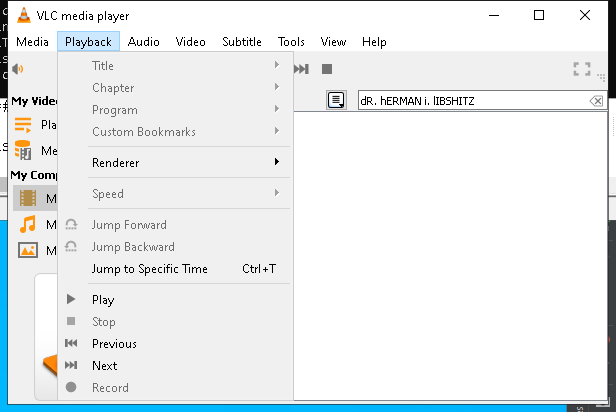 VLC media player
Media Playback Audio Video Subtitle Tools View Help
Title
Chapter
Program
Custom Bookmarks
Renderer
Speed
Jump Forward
Jump Backward
Jump to Specific Time Ctrl+T
Play
Stop
Previous
Next
Record
My Vide
Pla
Me
My Comp
M
M
M
dR. hERMAN i. lIBSHITZ